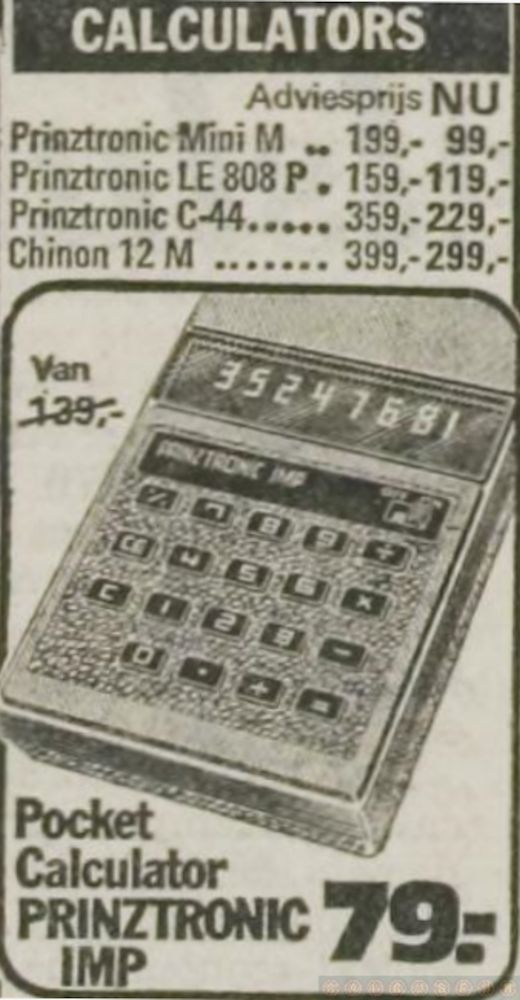 CALCULATORS
Adviesprijs NU
Prinztronic Mini M .. 199,- 99,-
Prinztronic LE 808 P . 159,- 119,-
Prinztronic C-44...... 359,- 229,-
Chinon 12 M ....... 399,- 299,-
Van
139,-
35247681
PRINZTRONIC IMP
% 7 8 9 ÷
CE 4 5 6 x
C 1 2 3 -
0 . + =
Pocket
Calculator
PRINZTRONIC 79.-
IMP